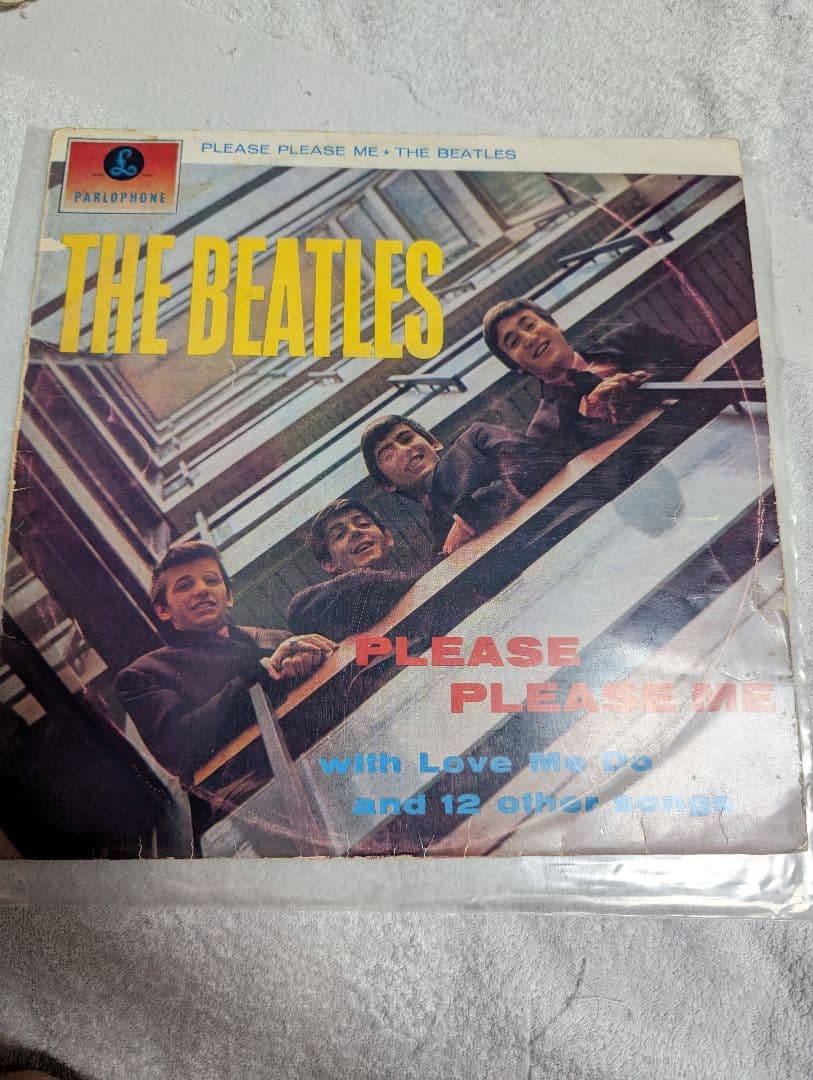 PLEASE PLEASE ME ★ THE BEATLES
£
PARLOPHONE
THE BEATLES
PLEASE
PLEASE ME
with Love Me Do
and 12 other songs